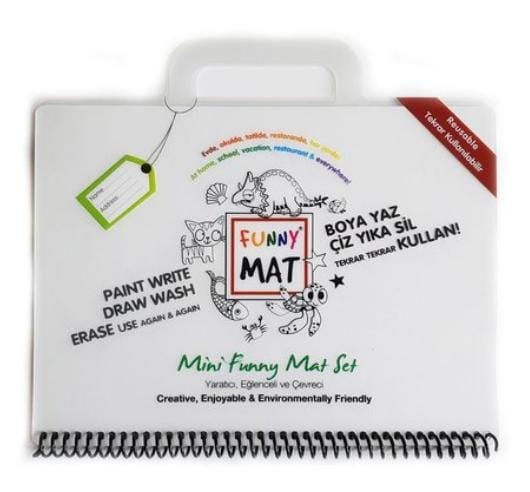 Reusable
Tekrar Kullanılabilir
Evde, okulda, tatilde, restoranda, her yerde!
At home, school, vacation, restaurant & everywhere!
Name
Address
FUNNY
MAT
BOYA YAZ
ÇİZ YIKA SİL
TEKRAR TEKRAR KULLAN!
PAINT WRITE
DRAW WASH
ERASE USE AGAIN & AGAIN
Mini Funny Mat Set
Yaratıcı, Eğlenceli ve Çevreci
Creative, Enjoyable & Environmentally Friendly